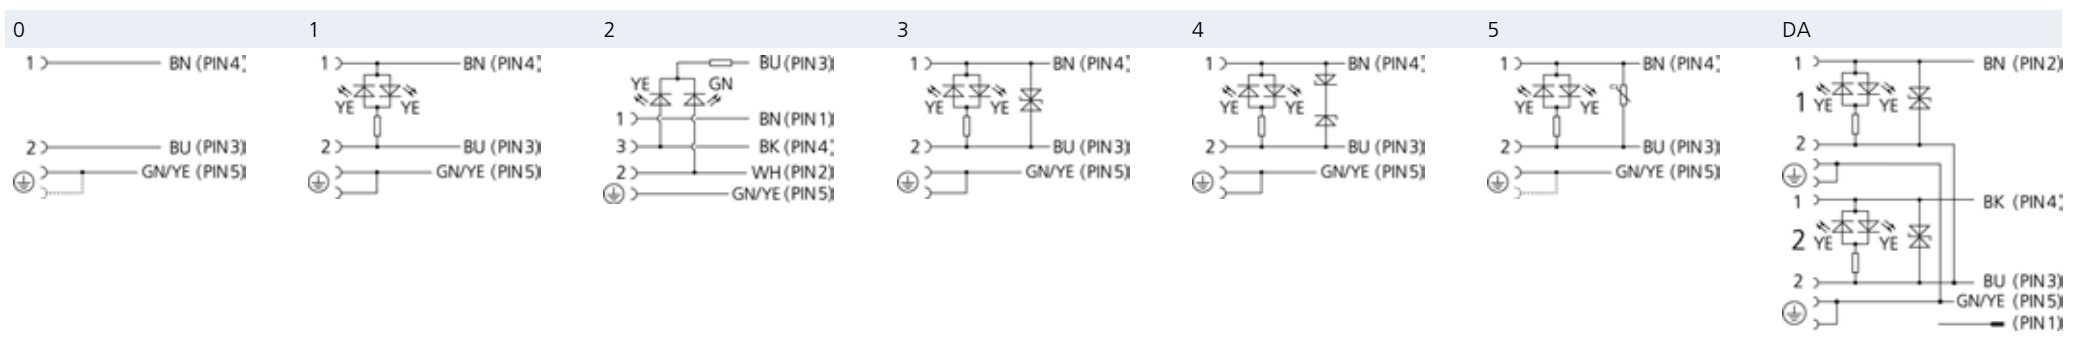 0 1 2 3 4 5 DA
1 BN (PIN4)
2 BU (PIN3)
GN/YE (PIN5)
1 BN (PIN4)
YE YE
2 BU (PIN3)
GN/YE (PIN5)
BU (PIN3)
YE GN
1 BN (PIN1)
3 BK (PIN4)
2 WH (PIN2)
GN/YE (PIN5)
1 BN (PIN4)
YE YE
2 BU (PIN3)
GN/YE (PIN5)
1 BN (PIN4)
YE YE
2 BU (PIN3)
GN/YE (PIN5)
1 BN (PIN4)
YE YE
2 BU (PIN3)
GN/YE (PIN5)
1 BN (PIN2)
1 YE YE
2
1 BK (PIN4)
2 YE YE
2 BU (PIN3)
GN/YE (PIN5)
(PIN1)